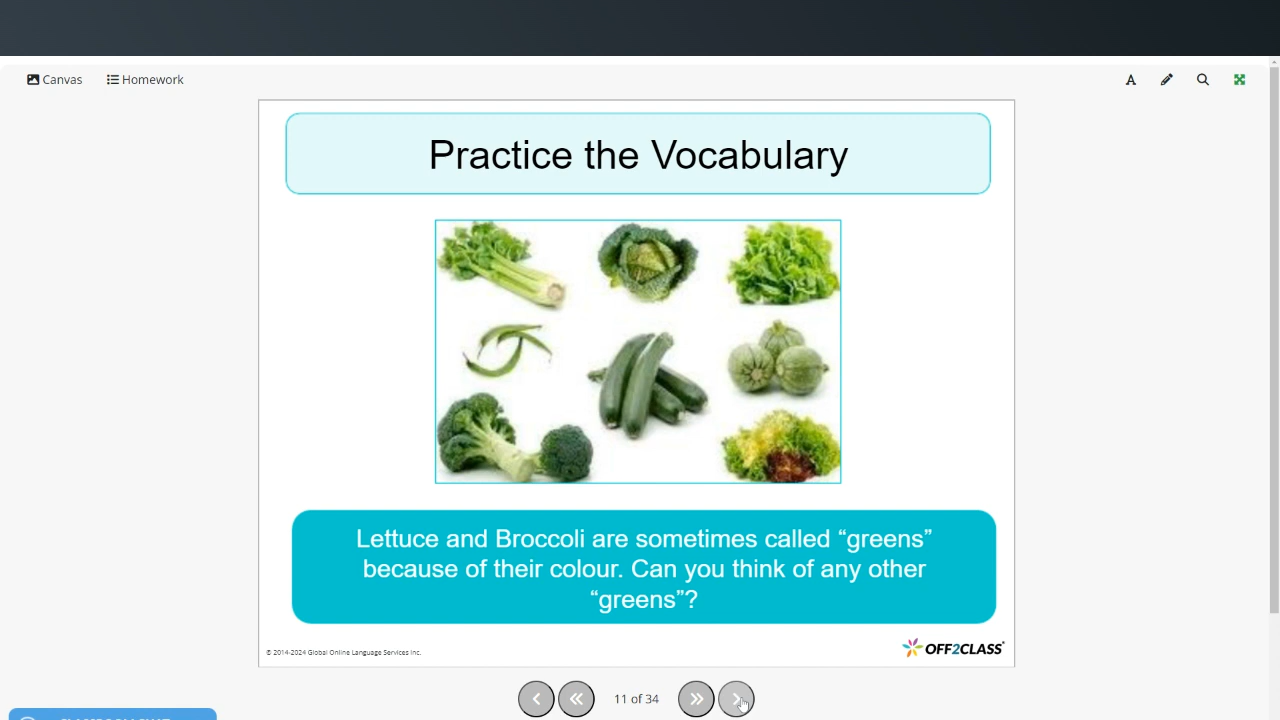 Canvas
Homework
Practice the Vocabulary
Lettuce and Broccoli are sometimes called “greens”
because of their colour. Can you think of any other
“greens”?
© 2014-2024 Global Online Language Services Inc.
OFF2CLASS
11 of 34